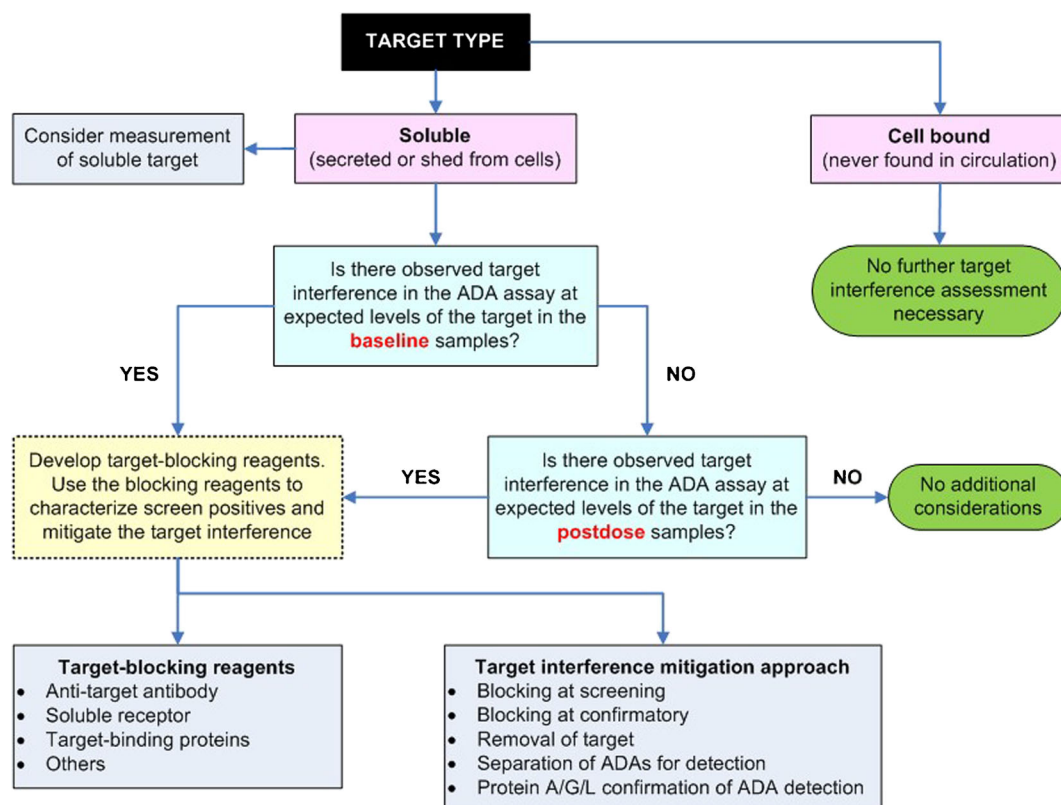 TARGET TYPE
Consider measurement
of soluble target
Soluble
(secreted or shed from cells)
Cell bound
(never found in circulation)
Is there observed target
interference in the ADA assay at
expected levels of the target in the
baseline samples?
No further target
interference assessment
necessary
YES
NO
Develop target-blocking reagents.
Use the blocking reagents to
characterize screen positives and
mitigate the target interference
YES
Is there observed target
interference in the ADA assay at
expected levels of the target in the
postdose samples?
NO
No additional
considerations
Target-blocking reagents
• Anti-target antibody
• Soluble receptor
• Target-binding proteins
• Others
Target interference mitigation approach
• Blocking at screening
• Blocking at confirmatory
• Removal of target
• Separation of ADAs for detection
• Protein A/G/L confirmation of ADA detection